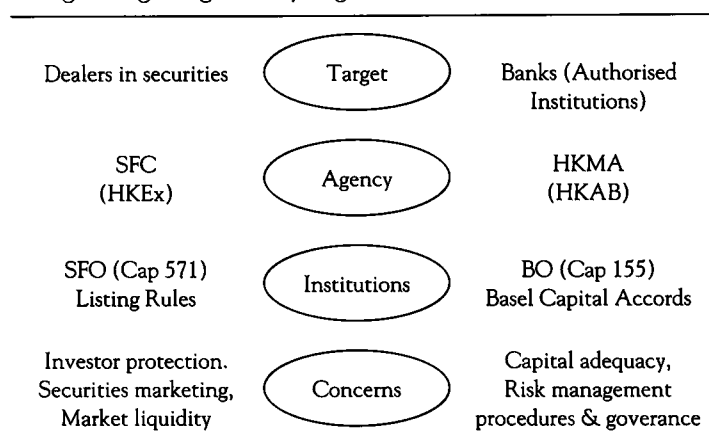 Dealers in securities
Target
Banks (Authorised
Institutions)
SFC
(HKEx)
Agency
HKMA
(HKAB)
SFO (Cap 571)
Listing Rules
Institutions
BO (Cap 155)
Basel Capital Accords
Investor protection.
Securities marketing,
Market liquidity
Concerns
Capital adequacy,
Risk management
procedures & goverance